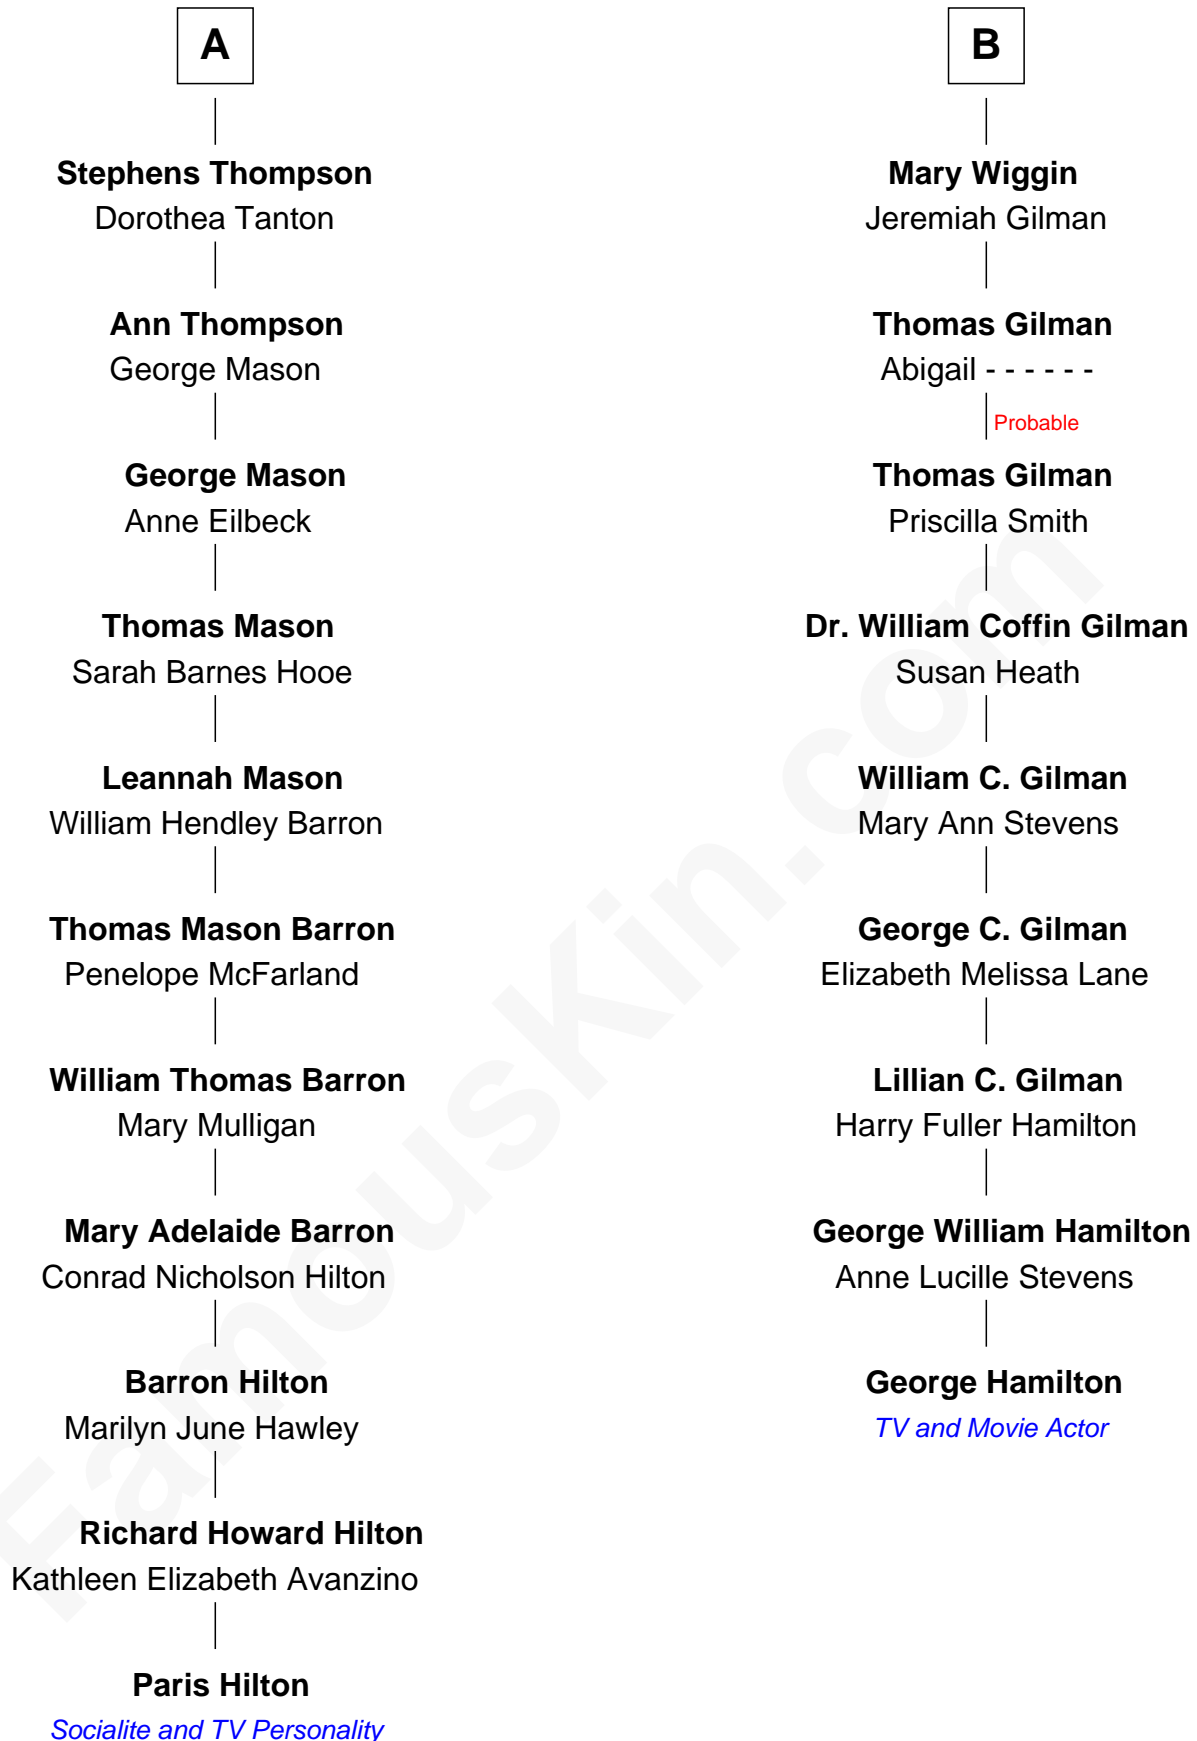 A
Stephens Thompson
Dorothea Tanton
Ann Thompson
George Mason
George Mason
Anne Eilbeck
Thomas Mason
Sarah Barnes Hooe
Leannah Mason
William Hendley Barron
Thomas Mason Barron
Penelope McFarland
William Thomas Barron
Mary Mulligan
Mary Adelaide Barron
Conrad Nicholson Hilton
Barron Hilton
Marilyn June Hawley
Richard Howard Hilton
Kathleen Elizabeth Avanzino
Paris Hilton
Socialite and TV Personality
B
Mary Wiggin
Jeremiah Gilman
Thomas Gilman
Abigail - - - - - -
Probable
Thomas Gilman
Priscilla Smith
Dr. William Coffin Gilman
Susan Heath
William C. Gilman
Mary Ann Stevens
George C. Gilman
Elizabeth Melissa Lane
Lillian C. Gilman
Harry Fuller Hamilton
George William Hamilton
Anne Lucille Stevens
George Hamilton
TV and Movie Actor
FamousKin.com